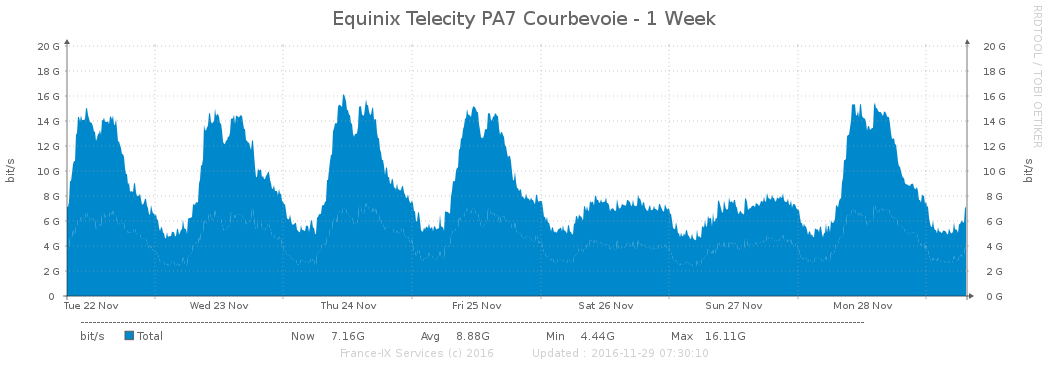 Equinix Telecity PA7 Courbevoie - 1 Week
RRDTOOL / TOBI OETIKER
20 G 20 G
18 G 18 G
16 G 16 G
14 G 14 G
12 G 12 G
10 G 10 G
8 G 8 G
6 G 6 G
4 G 4 G
2 G 2 G
0 0 G
bit/s
bit/s
Tue 22 Nov Wed 23 Nov Thu 24 Nov Fri 25 Nov Sat 26 Nov Sun 27 Nov Mon 28 Nov
bit/s Total Now 7.16G Avg 8.88G Min 4.44G Max 16.11G
France-IX Services (c) 2016 Updated : 2016-11-29 07:30:10